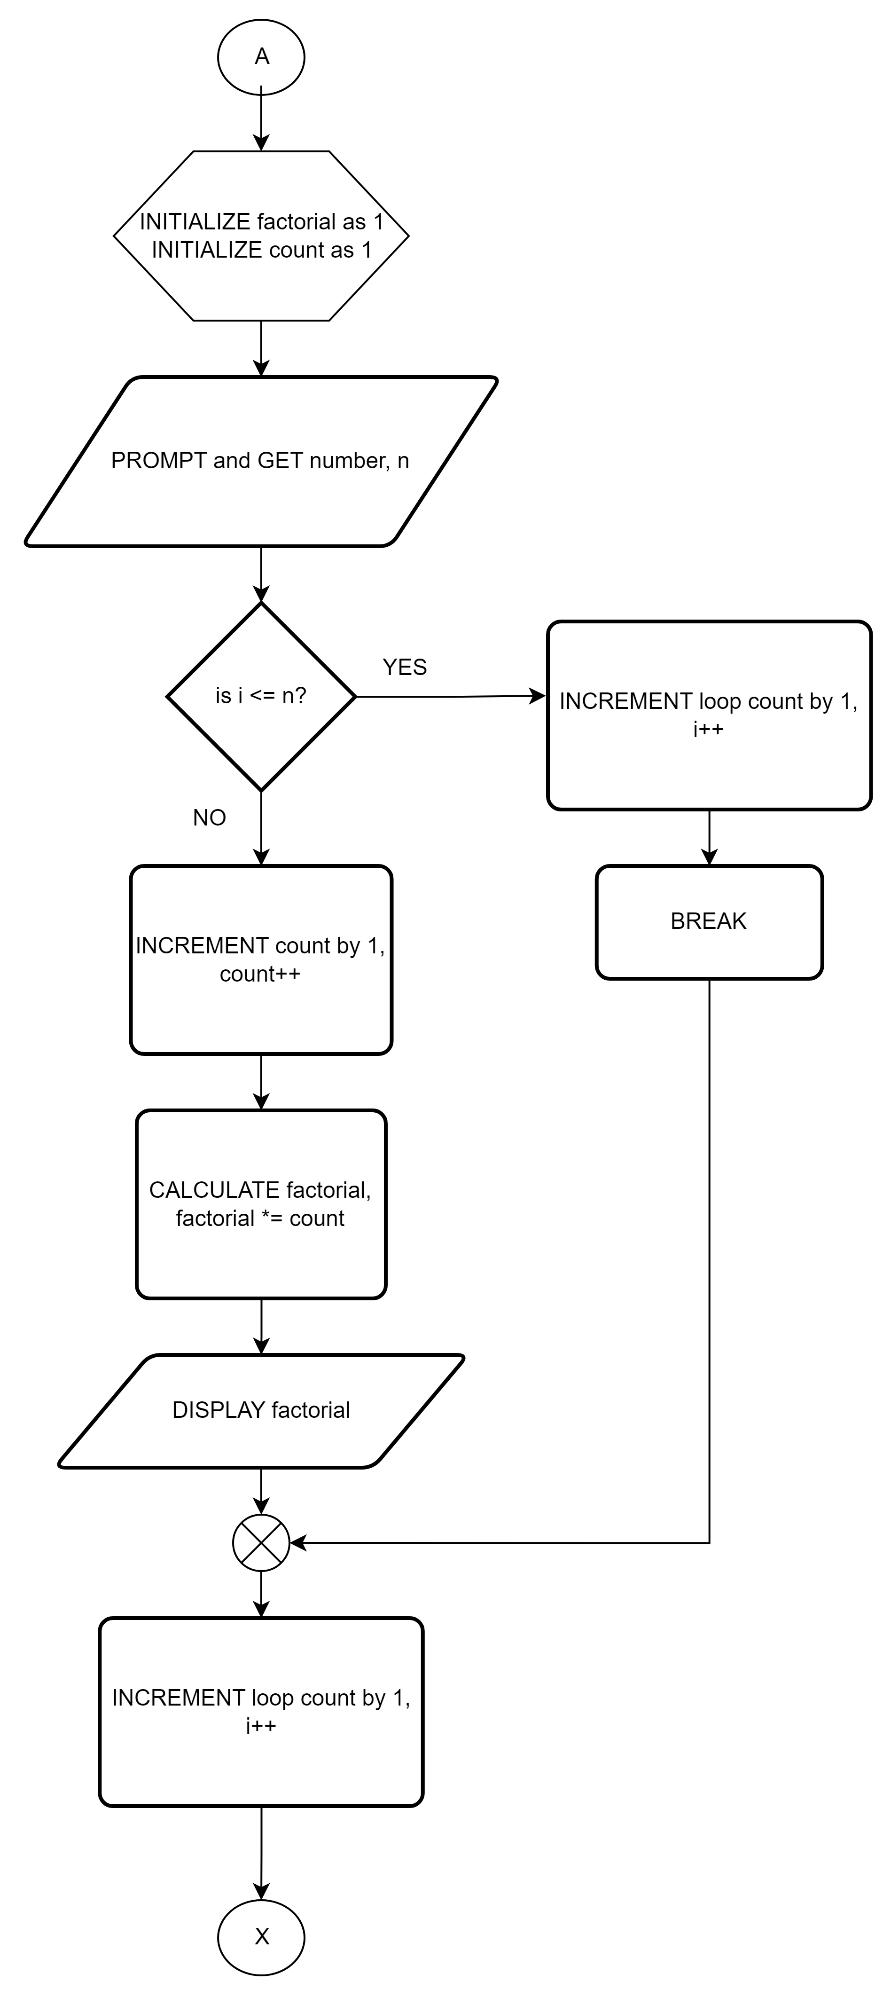 A
INITIALIZE factorial as 1
INITIALIZE count as 1
PROMPT and GET number, n
is i <= n?
YES
INCREMENT loop count by 1,
i++
NO
BREAK
INCREMENT count by 1,
count++
CALCULATE factorial,
factorial *= count
DISPLAY factorial
INCREMENT loop count by 1,
i++
X